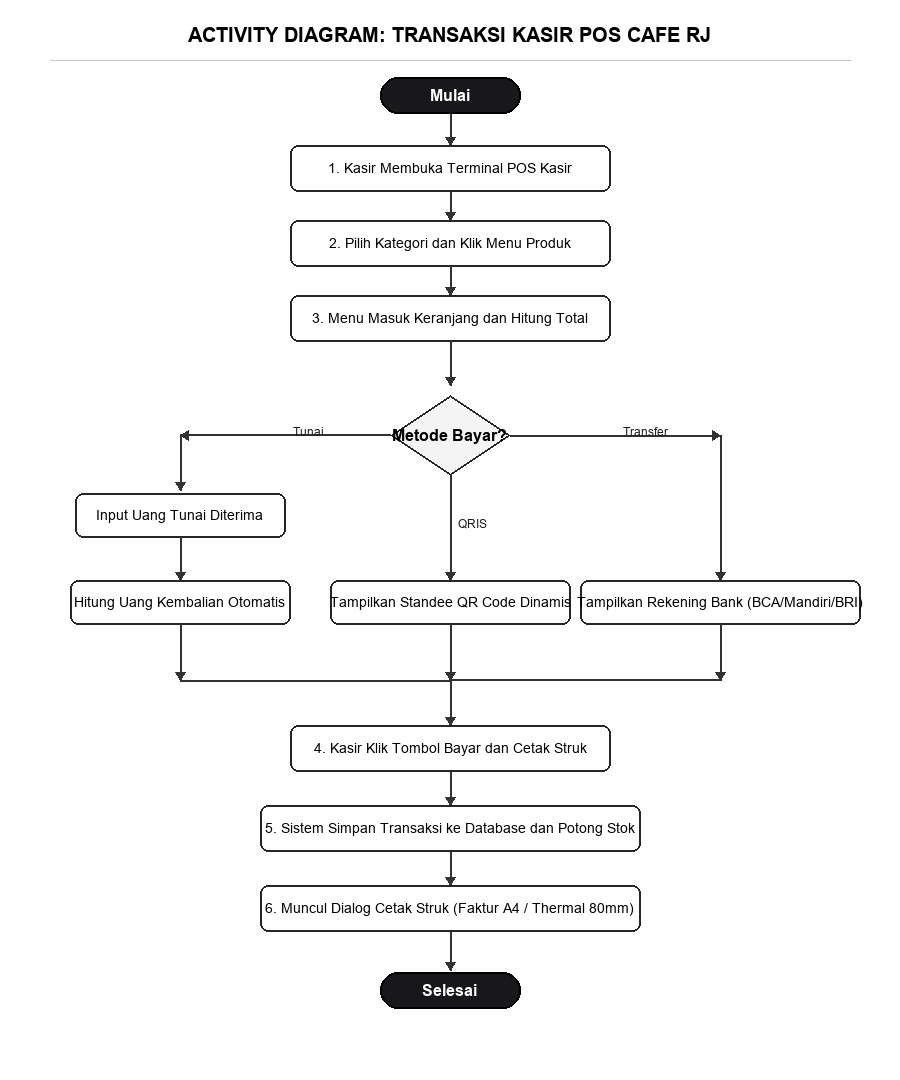 ACTIVITY DIAGRAM: TRANSAKSI KASIR POS CAFE RJ
Mulai
1. Kasir Membuka Terminal POS Kasir
2. Pilih Kategori dan Klik Menu Produk
3. Menu Masuk Keranjang dan Hitung Total
Metode Bayar?
Tunai
Transfer
QRIS
Input Uang Tunai Diterima
Hitung Uang Kembalian Otomatis
Tampilkan Standee QR Code Dinamis
Tampilkan Rekening Bank (BCA/Mandiri/BRI)
4. Kasir Klik Tombol Bayar dan Cetak Struk
5. Sistem Simpan Transaksi ke Database dan Potong Stok
6. Muncul Dialog Cetak Struk (Faktur A4 / Thermal 80mm)
Selesai